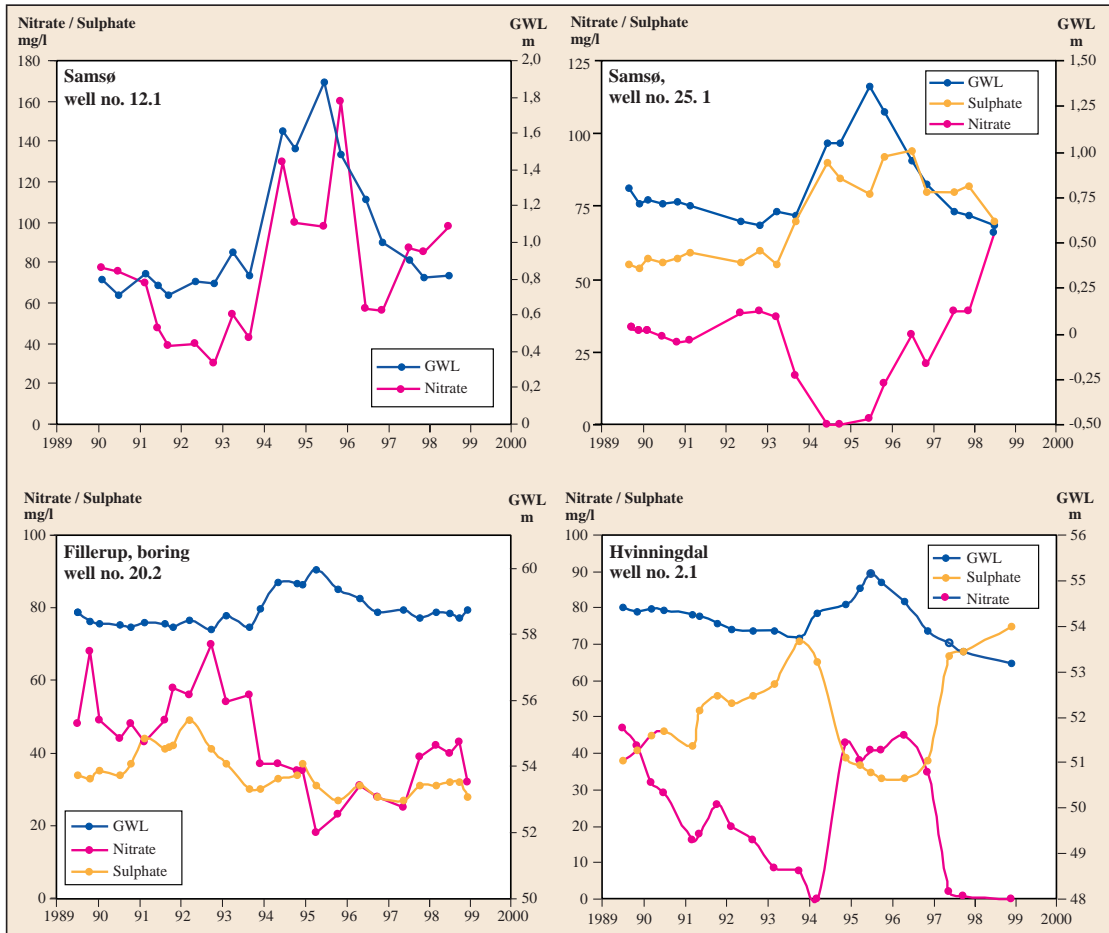 Nitrate / Sulphate
mg/l
GWL
m
Samsø
well no. 12.1
180
160
140
120
100
80
60
40
20
0
2,0
1,8
1,6
1,4
1,2
1,0
0,8
0,6
0,4
0,2
0
GWL
Nitrate
1989 90 91 92 93 94 95 96 97 98 99 2000
Nitrate / Sulphate
mg/l
GWL
m
Samsø,
well no. 25. 1
125
100
75
50
25
0
1,50
1,25
1,00
0,75
0,50
0,25
0
-0,25
-0,50
GWL
Sulphate
Nitrate
1989 90 91 92 93 94 95 96 97 98 99 2000
Nitrate / Sulphate
mg/l
GWL
m
Fillerup, boring
well no. 20.2
100
80
60
40
20
0
60
58
56
54
52
50
GWL
Nitrate
Sulphate
1989 90 91 92 93 94 95 96 97 98 99 2000
Nitrate / Sulphate
mg/l
GWL
m
Hvinningdal
well no. 2.1
100
90
80
70
60
50
40
30
20
10
0
56
55
54
53
52
51
50
49
48
GWL
Sulphate
Nitrate
1989 90 91 92 93 94 95 96 97 98 99 2000